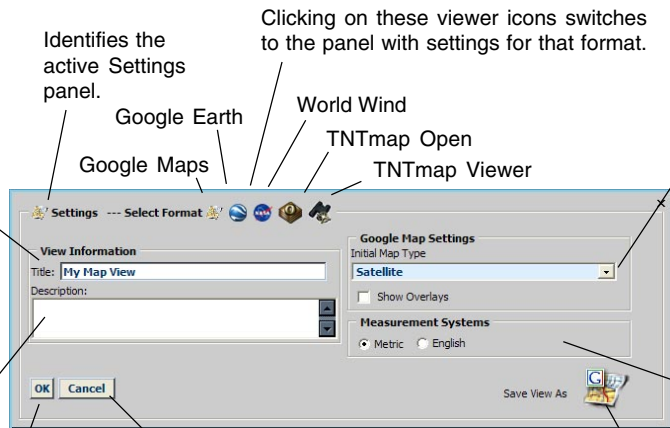 Clicking on these viewer icons switches
to the panel with settings for that format.
Identifies the
active Settings
panel.
Google Earth
World Wind
TNTmap Open
Google Maps
TNTmap Viewer
Settings --- Select Format
x
View Information
Title: My Map View
Description:
Google Map Settings
Initial Map Type
Satellite
Show Overlays
Measurement Systems
Metric English
OK Cancel
Save View As
G